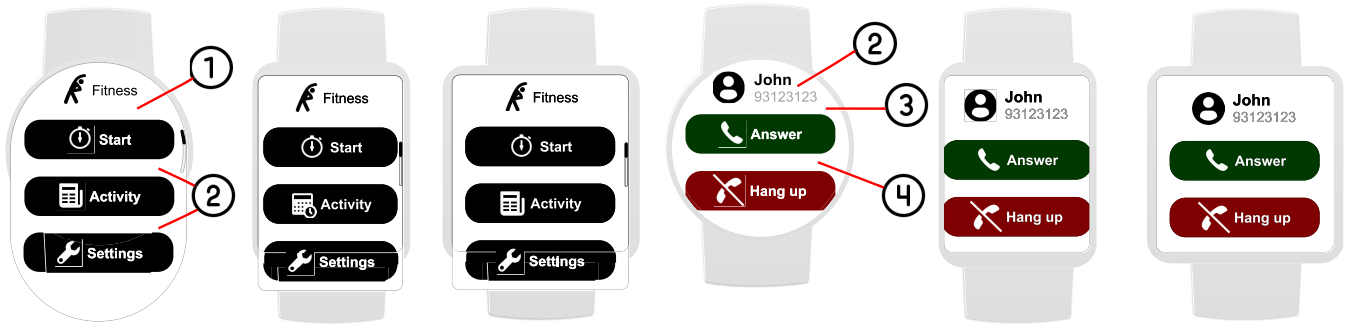 Fitness
Start
Activity
Settings
1
2
Fitness
Start
Activity
Settings
Fitness
Start
Activity
Settings
John
93123123
Answer
Hang up
2
3
4
John
93123123
Answer
Hang up
John
93123123
Answer
Hang up